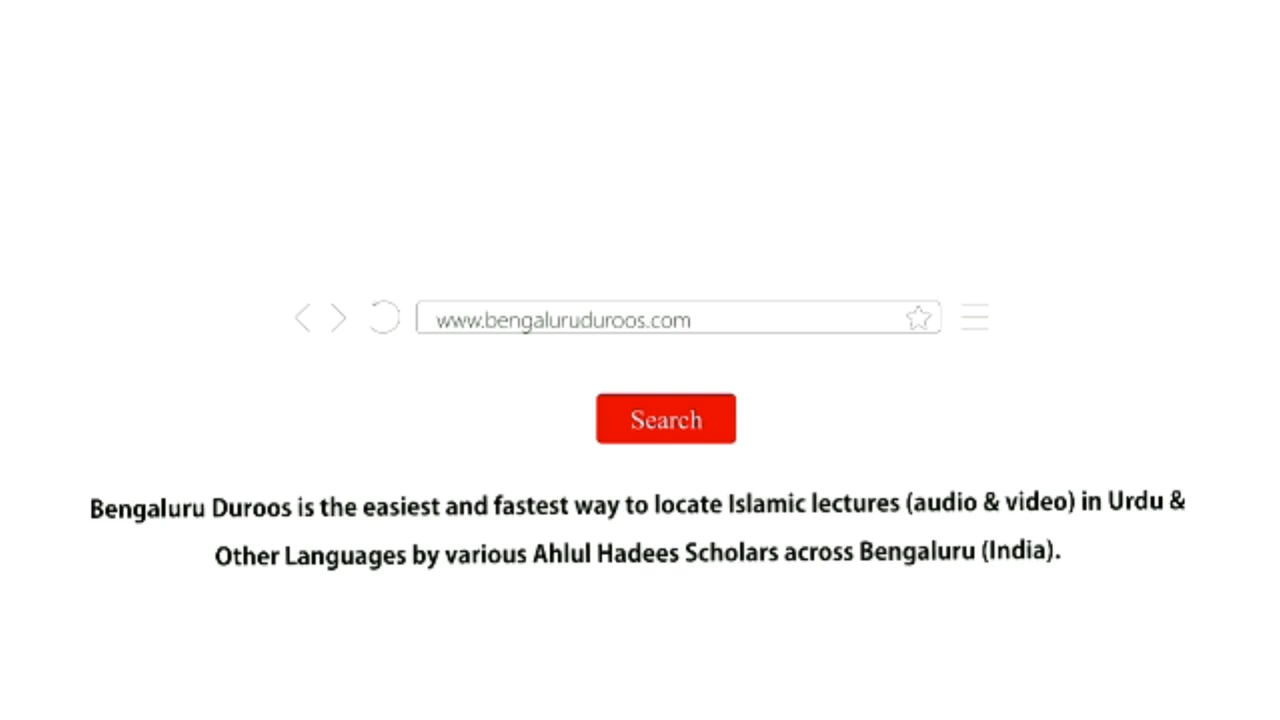 www.bengaluruduroos.com
Search
Bengaluru Duroos is the easiest and fastest way to locate Islamic lectures (audio & video) in Urdu &
Other Languages by various Ahlul Hadees Scholars across Bengaluru (India).